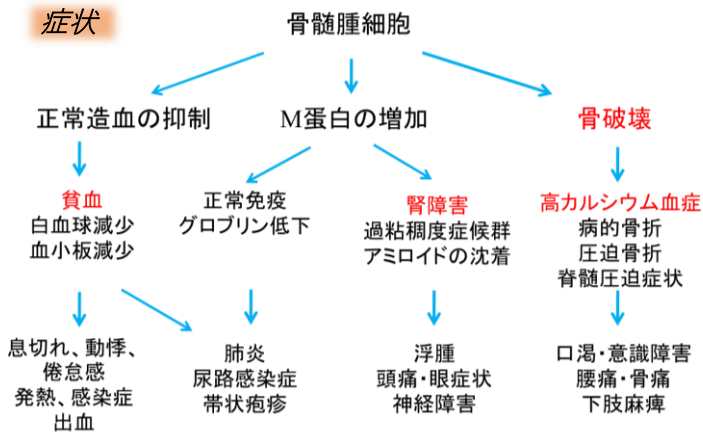 症状
骨髄腫細胞
正常造血の抑制
M蛋白の増加
骨破壊
貧血
白血球減少
血小板減少
正常免疫
グロブリン低下
腎障害
過粘稠度症候群
アミロイドの沈着
高カルシウム血症
病的骨折
圧迫骨折
脊髄圧迫症状
息切れ、動悸、
倦怠感
発熱、感染症
出血
肺炎
尿路感染症
帯状疱疹
浮腫
頭痛・眼症状
神経障害
口渇・意識障害
腰痛・骨痛
下肢麻痺